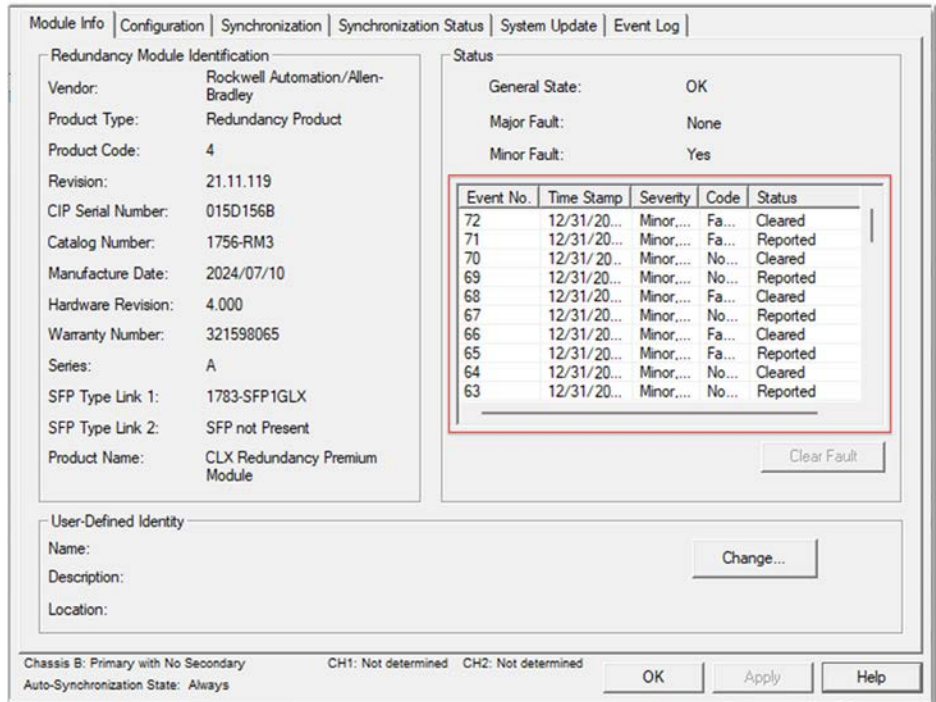 Module Info Configuration Synchronization Synchronization Status System Update Event Log
Redundancy Module Identification
Vendor: Rockwell Automation/Allen-
Bradley
Product Type: Redundancy Product
Product Code: 4
Revision: 21.11.119
CIP Serial Number: 015D156B
Catalog Number: 1756-RM3
Manufacture Date: 2024/07/10
Hardware Revision: 4.000
Warranty Number: 321598065
Series: A
SFP Type Link 1: 1783-SFP1GLX
SFP Type Link 2: SFP not Present
Product Name: CLX Redundancy Premium
Module
Status
General State: OK
Major Fault: None
Minor Fault: Yes
Event No. Time Stamp Severity Code Status
72 12/31/20... Minor,... Fa... Cleared
71 12/31/20... Minor,... Fa... Reported
70 12/31/20... Minor,... No... Cleared
69 12/31/20... Minor,... No... Reported
68 12/31/20... Minor,... Fa... Cleared
67 12/31/20... Minor,... No... Reported
66 12/31/20... Minor,... Fa... Cleared
65 12/31/20... Minor,... Fa... Reported
64 12/31/20... Minor,... No... Cleared
63 12/31/20... Minor,... No... Reported
Clear Fault
User-Defined Identity
Name:
Description:
Location:
Change...
Chassis B: Primary with No Secondary CH1: Not determined CH2: Not determined
Auto-Synchronization State: Always
OK Apply Help